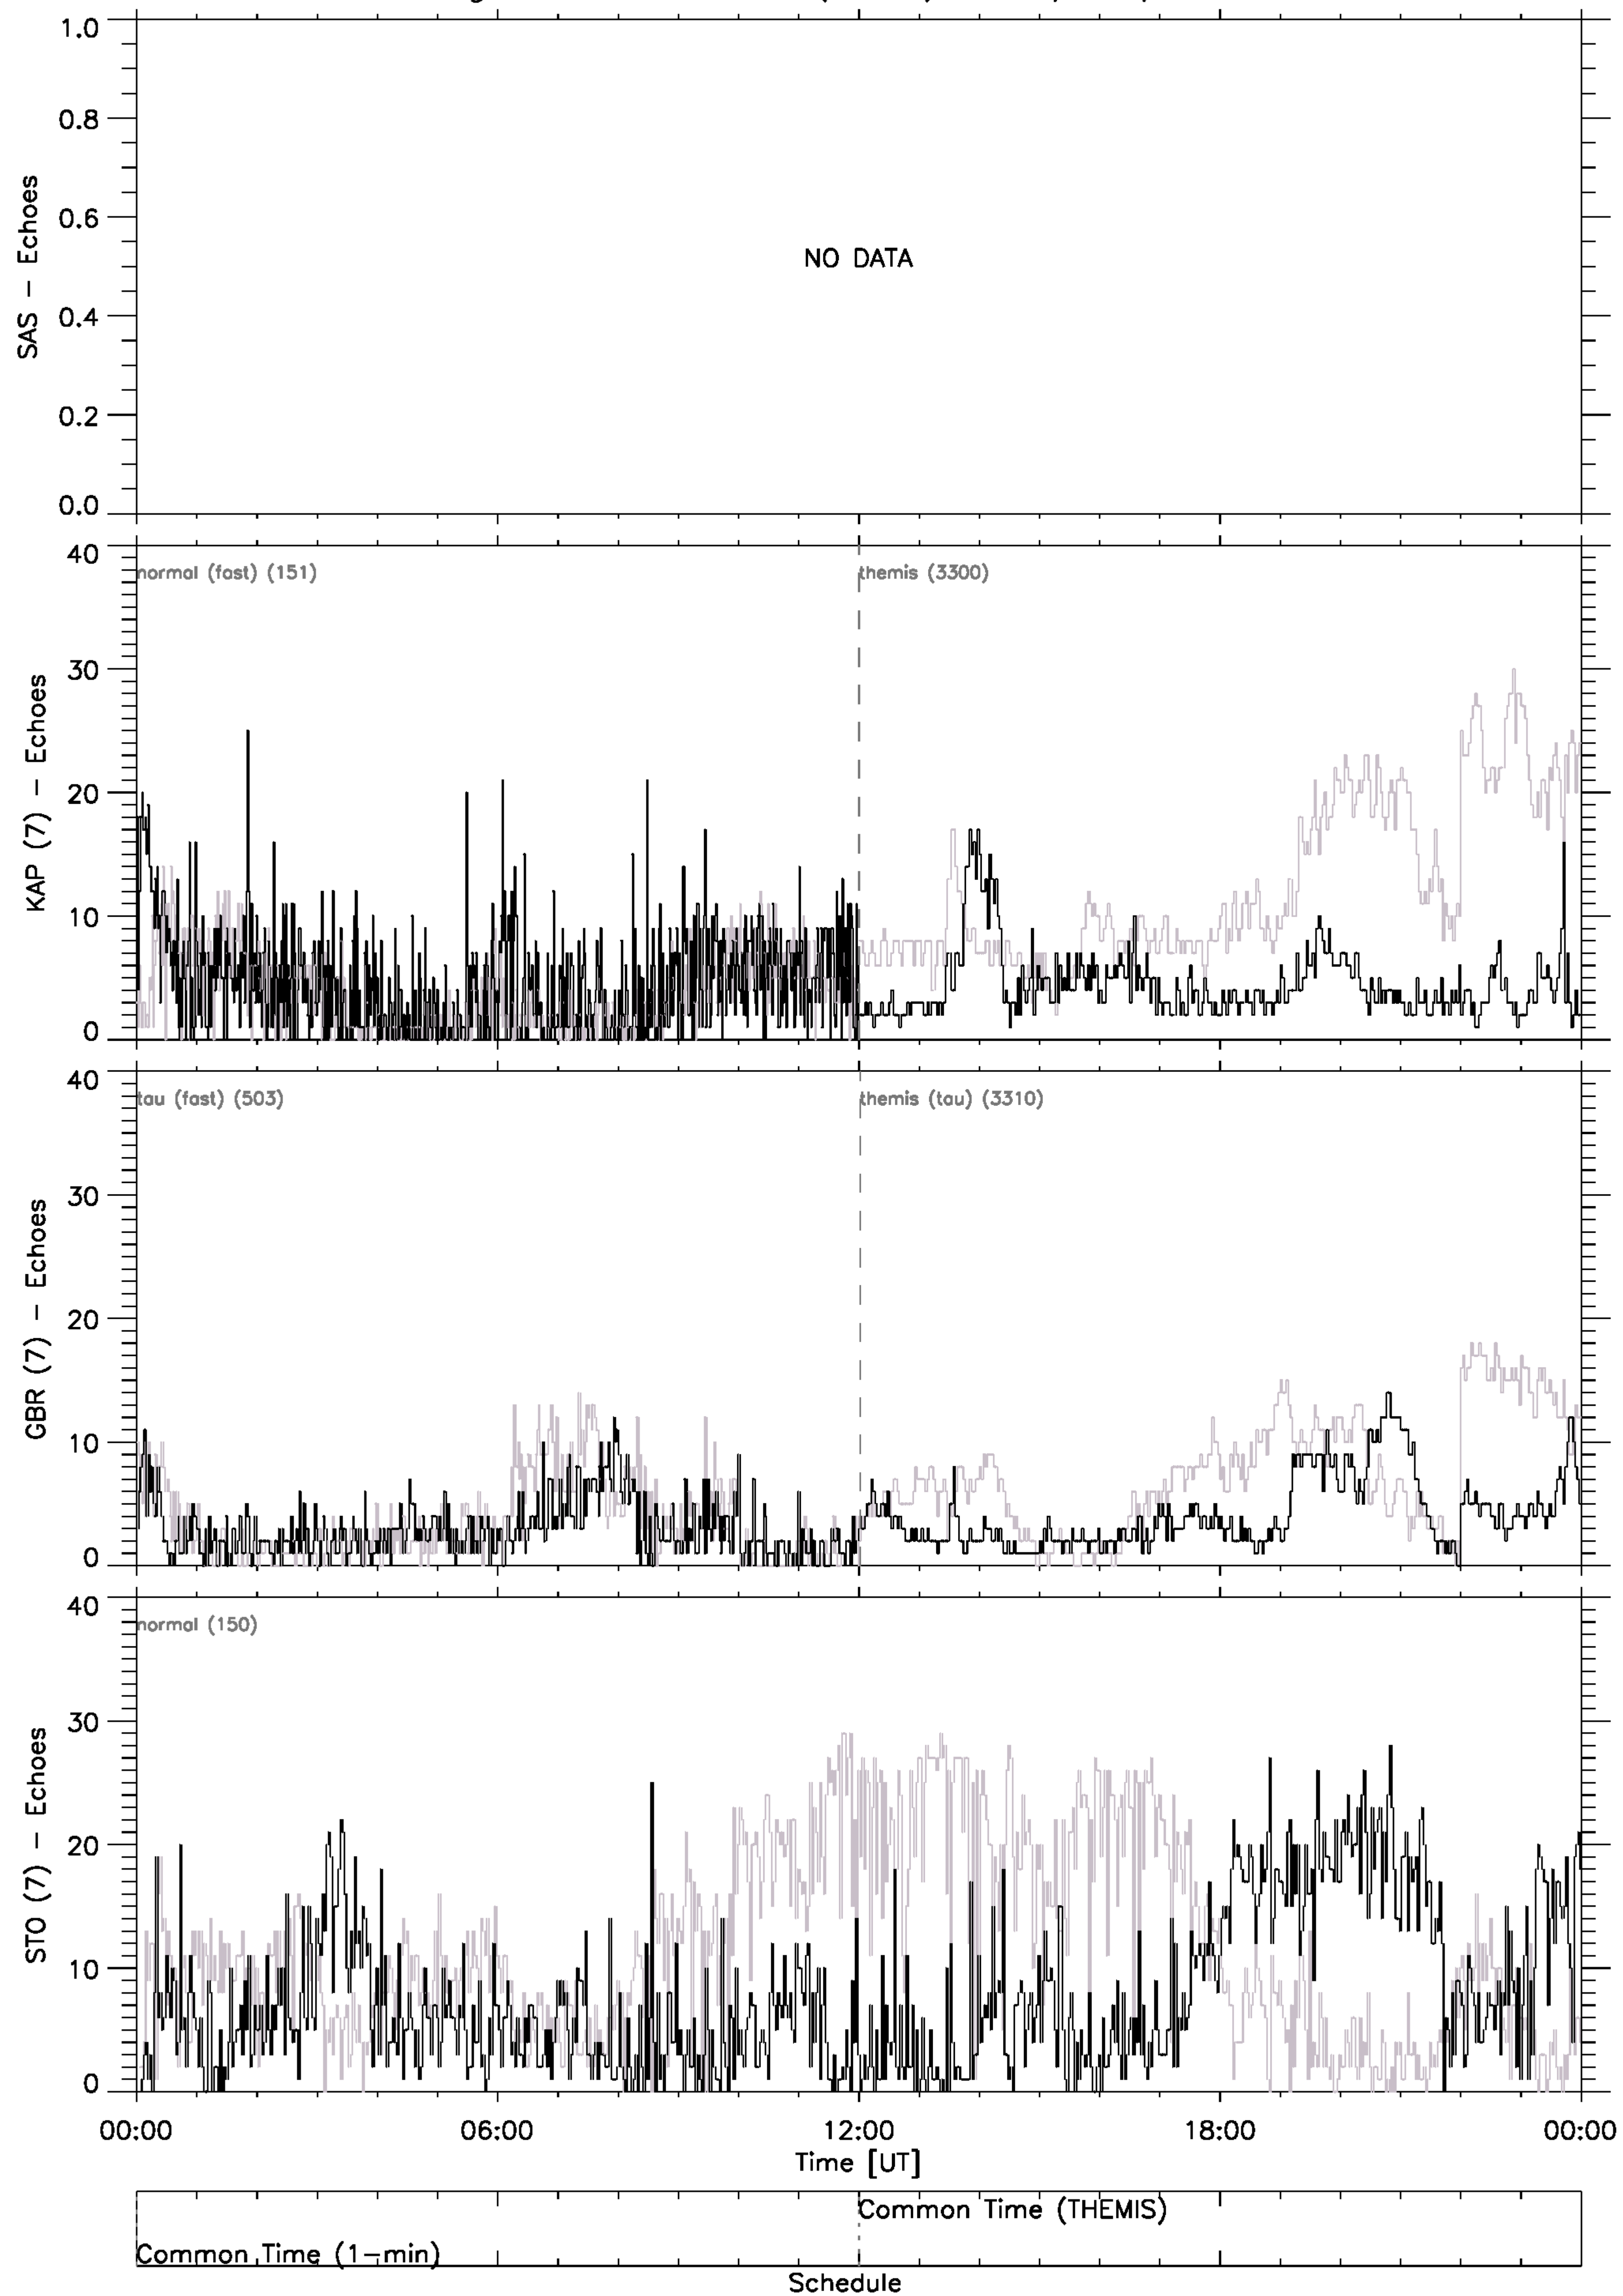 1.0
0.8
0.6
0.4
0.2
0.0
SAS – Echoes
NO DATA
40
30
20
10
0
KAP (7) – Echoes
normal (fast) (151)
themis (3300)
40
30
20
10
0
GBR (7) – Echoes
tau (fast) (503)
themis (tau) (3310)
40
30
20
10
0
STO (7) – Echoes
normal (150)
00:00 06:00 12:00 18:00 00:00
Time [UT]
Common Time (THEMIS)
Common Time (1–min)
Schedule